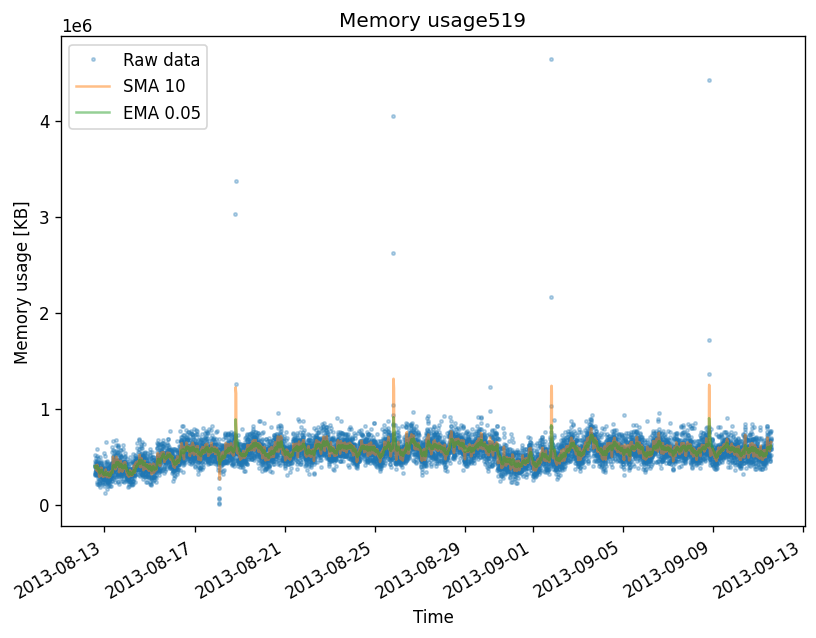 Memory usage519
1e6
Raw data
SMA 10
EMA 0.05
Memory usage [KB]
4
3
2
1
0
2013-08-13
2013-08-17
2013-08-21
2013-08-25
2013-08-29
2013-09-01
2013-09-05
2013-09-09
2013-09-13
Time